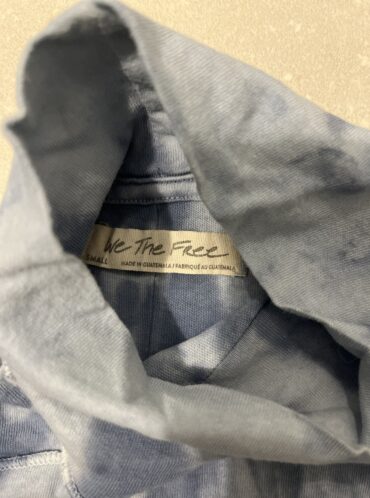 We The Free
SMALL
MADE IN GUATEMALA / FABRIQUÉ AU GUATEMALA